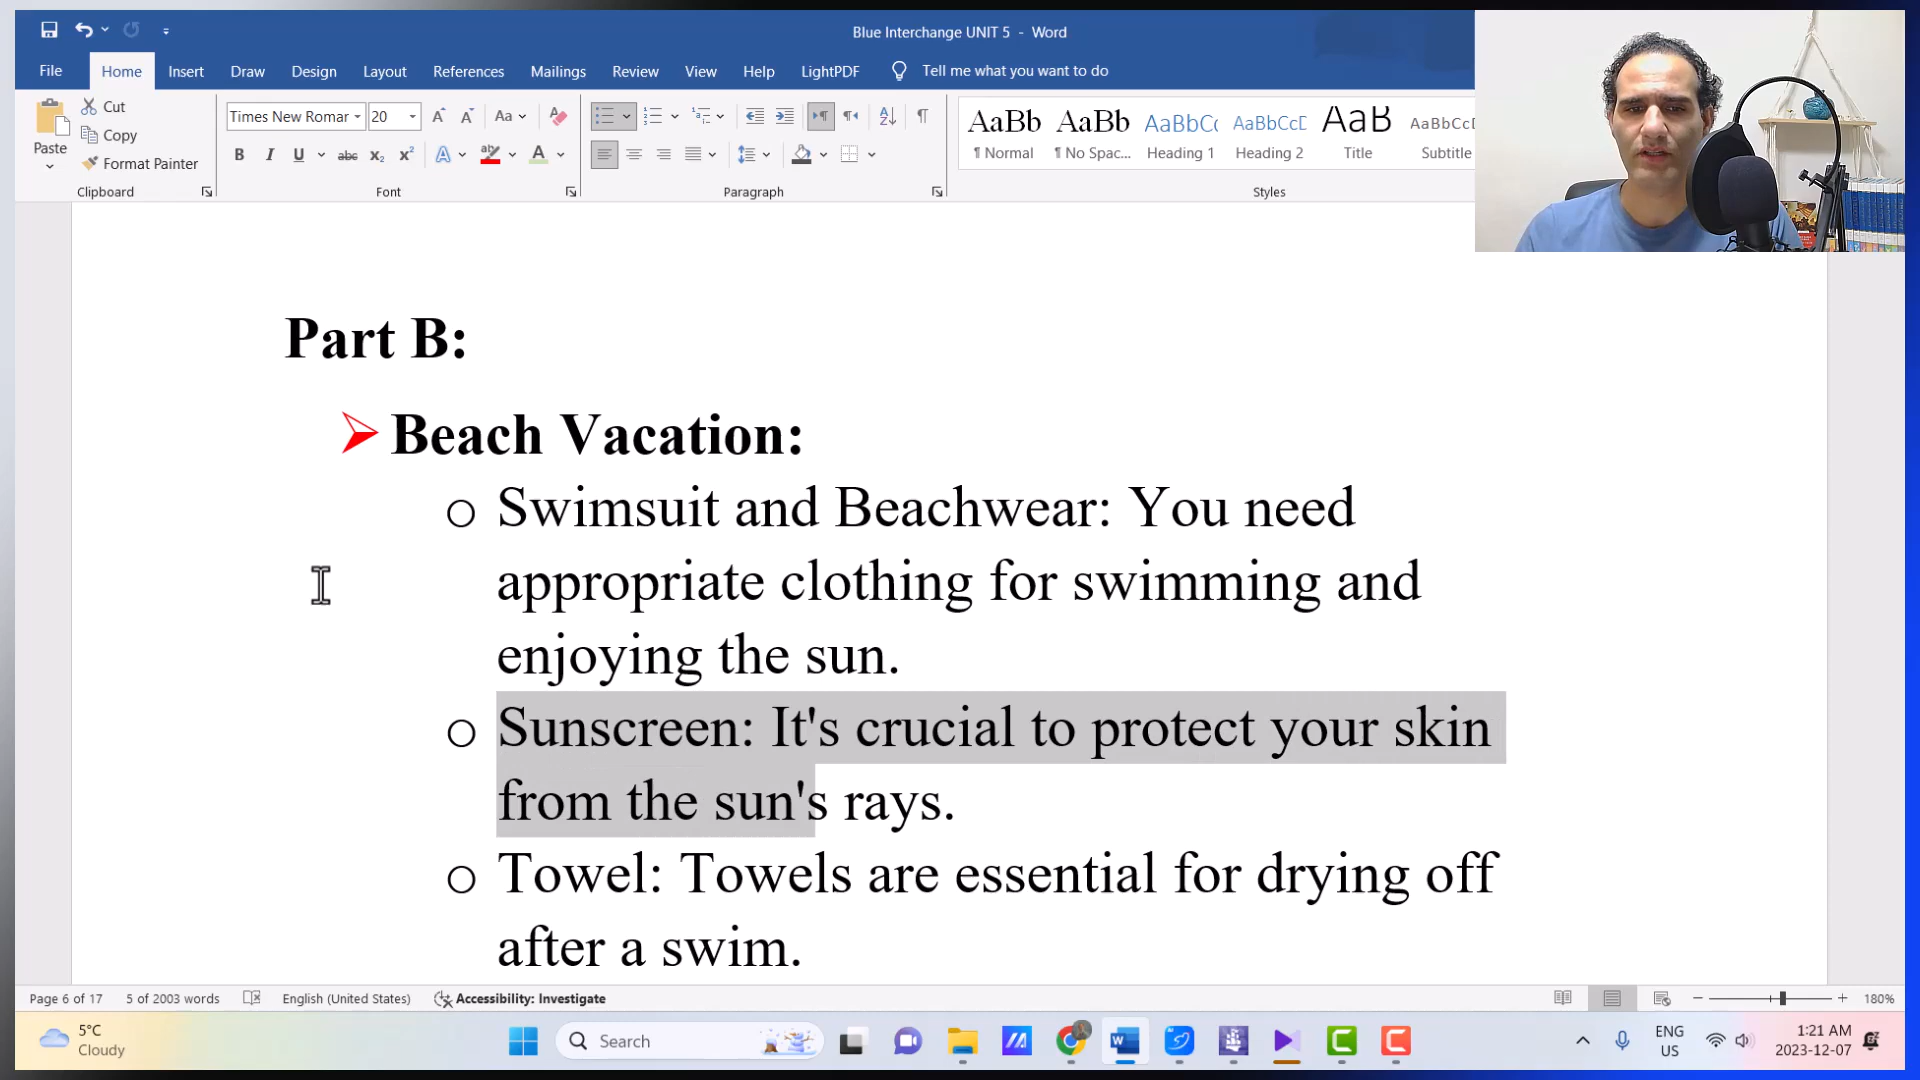 Blue Interchange UNIT 5 - Word
File Home Insert Draw Design Layout References Mailings Review View Help LightPDF Tell me what you want to do
Paste
Cut
Copy
Format Painter
Clipboard
Times New Romar 20
Font
Paragraph
AaBb AaBb AaBbC AaBbCcD AaB AaBbCcD
¶ Normal ¶ No Spac... Heading 1 Heading 2 Title Subtitle
Styles
Part B:
Beach Vacation:
o Swimsuit and Beachwear: You need
appropriate clothing for swimming and
enjoying the sun.
o Sunscreen: It's crucial to protect your skin
from the sun's rays.
o Towel: Towels are essential for drying off
after a swim.
Page 6 of 17 5 of 2003 words English (United States) Accessibility: Investigate 180%
5°C
Cloudy
Search
ENG
US
1:21 AM
2023-12-07